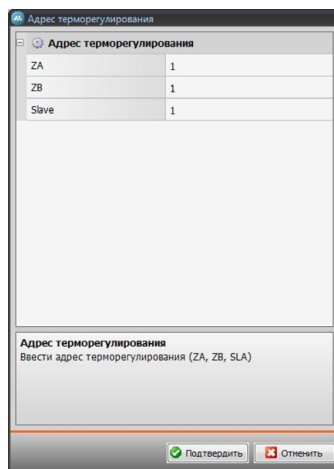 Адрес терморегулирования
Адрес терморегулирования
ZA 1
ZB 1
Slave 1
Адрес терморегулирования
Ввести адрес терморегулирования (ZA, ZB, SLA)
Подтвердить Отменить